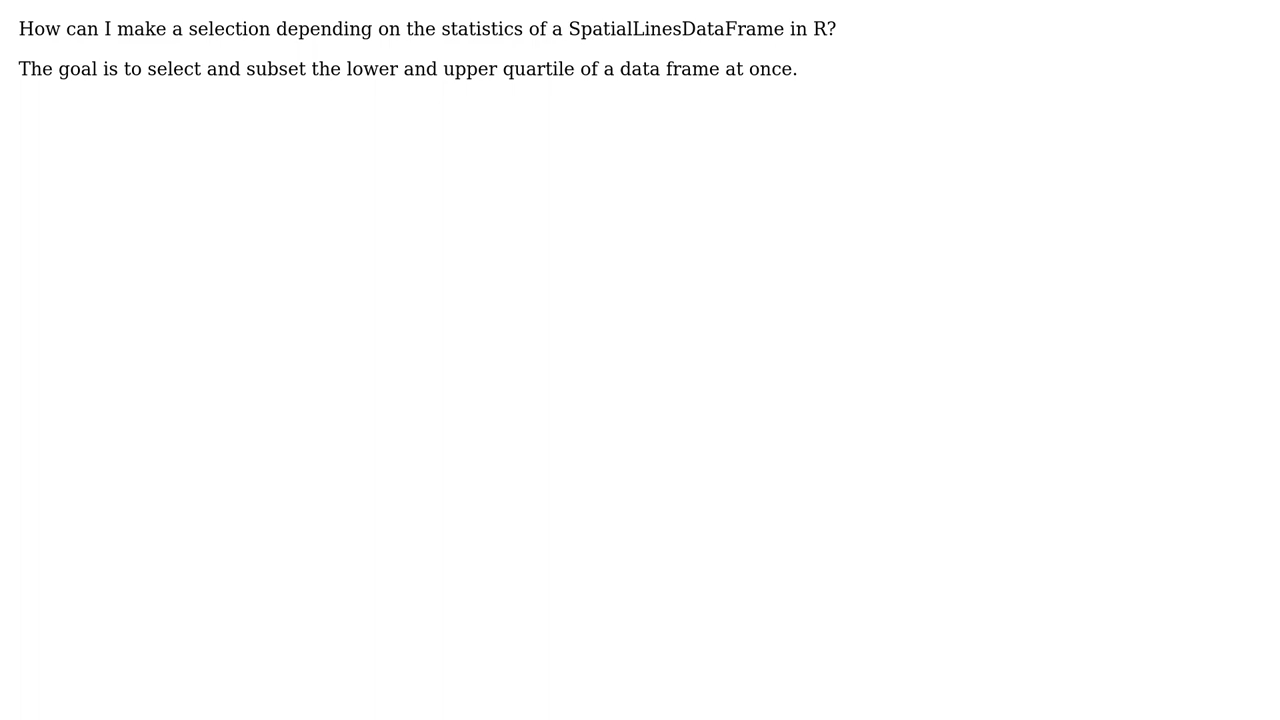 How can I make a selection depending on the statistics of a SpatialLinesDataFrame in R?
The goal is to select and subset the lower and upper quartile of a data frame at once.